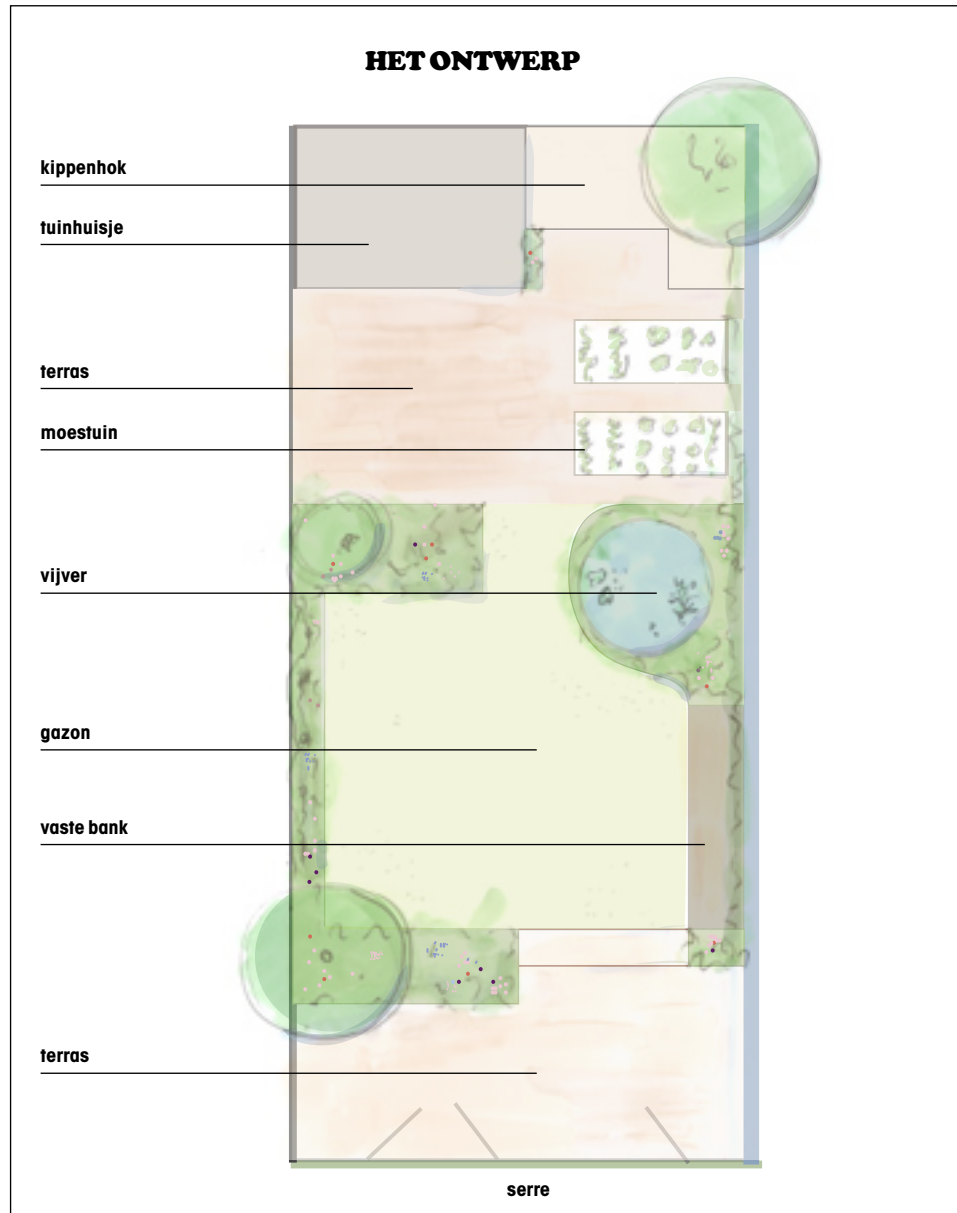 HET ONTWERP
kippenhok
tuinhuisje
terras
moestuin
vijver
gazon
vaste bank
terras
serre